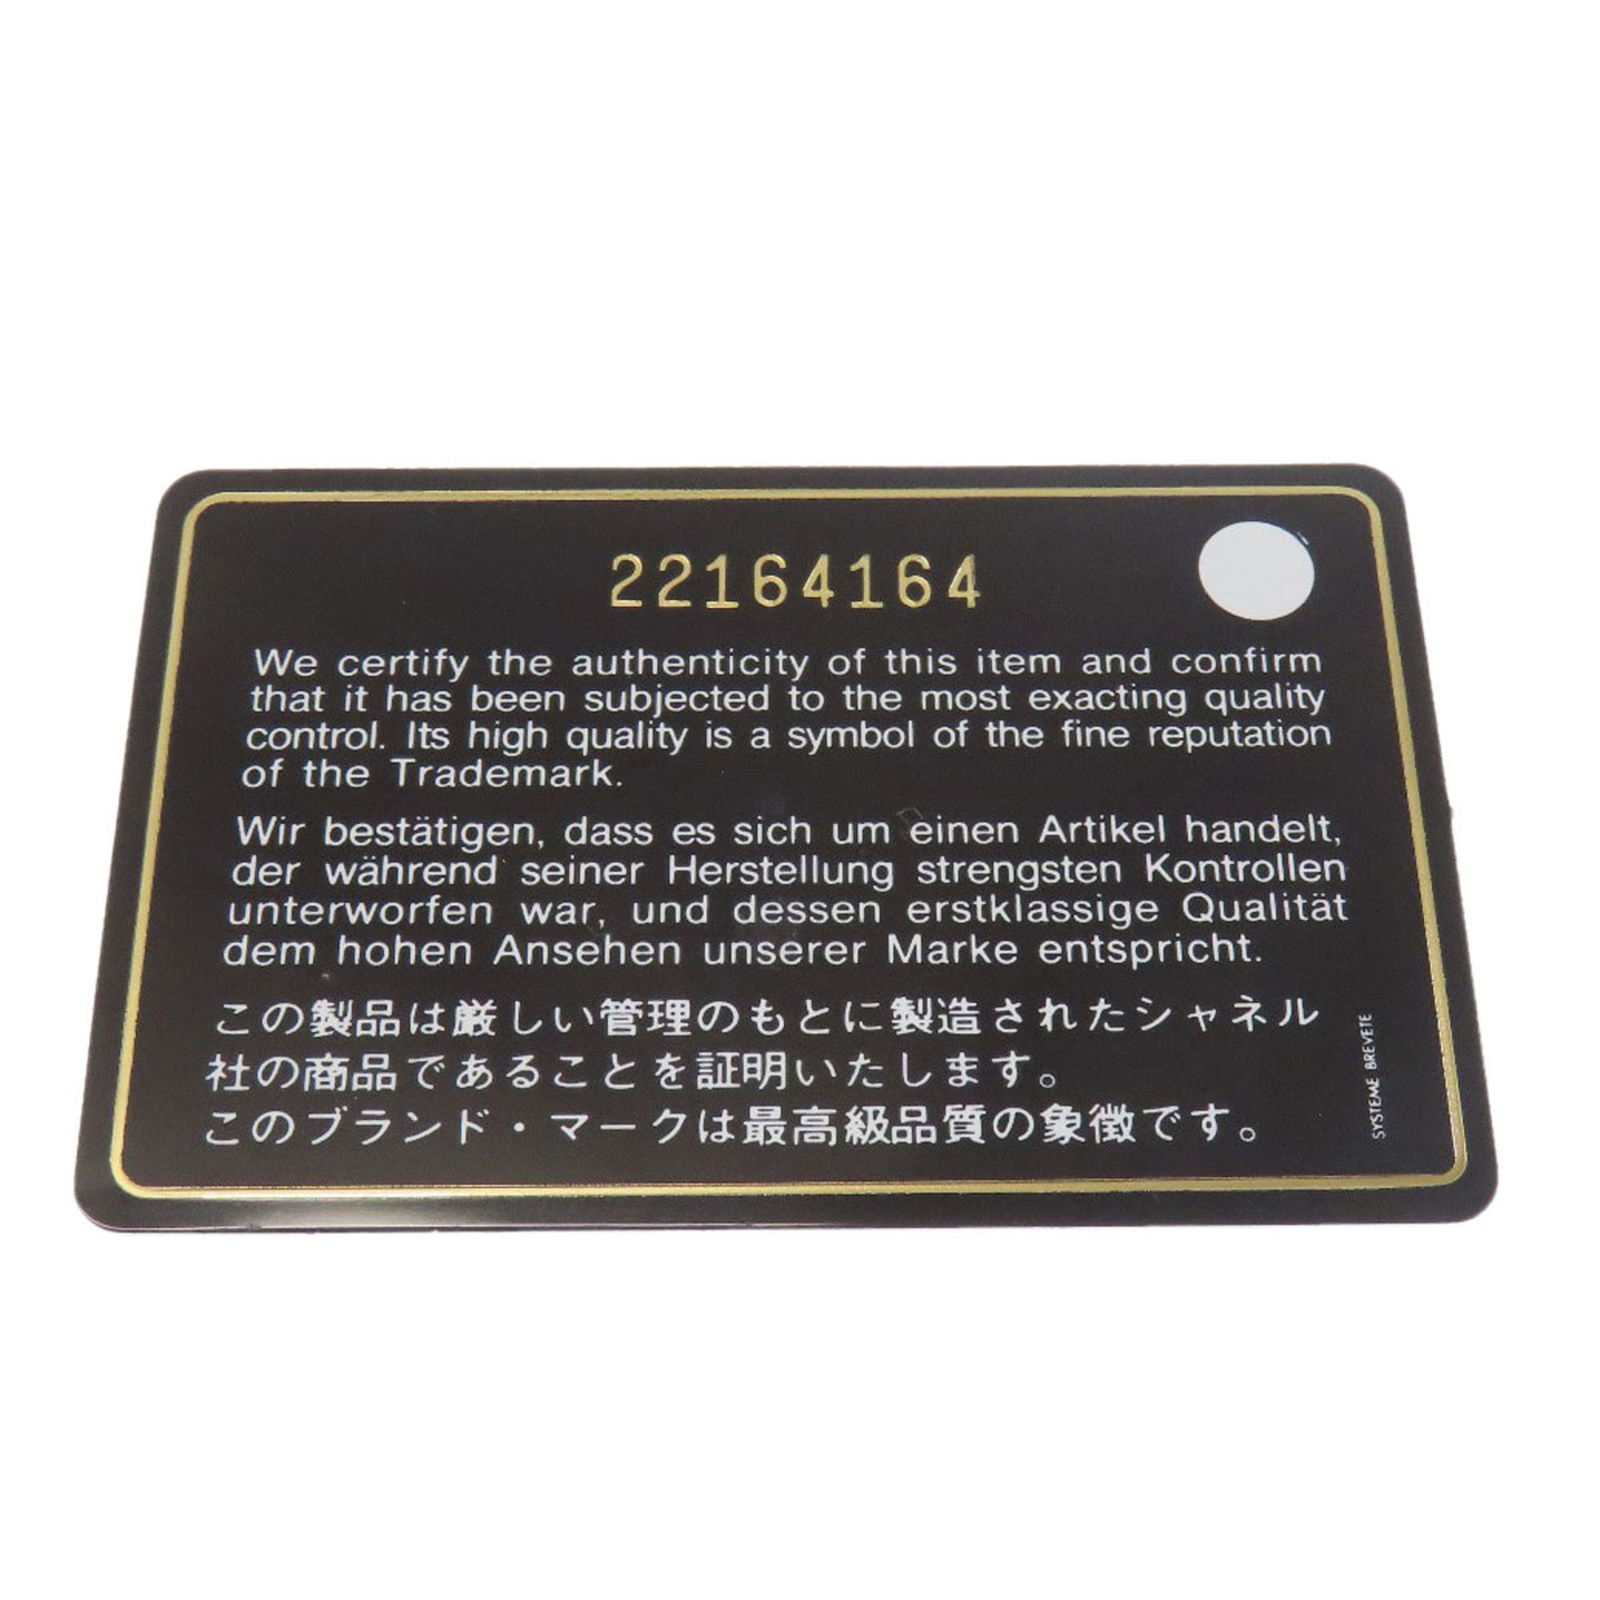 22164164
We certify the authenticity of this item and confirm
that it has been subjected to the most exacting quality
control. Its high quality is a symbol of the fine reputation
of the Trademark.
Wir bestätigen, dass es sich um einen Artikel handelt,
der während seiner Herstellung strengsten Kontrollen
unterworfen war, und dessen erstklassige Qualität
dem hohen Ansehen unserer Marke entspricht.
この製品は厳しい管理のもとに製造されたシャネル
社の商品であることを証明いたします。
このブランド・マークは最高級品質の象徴です。
SYSTEME BREVETE